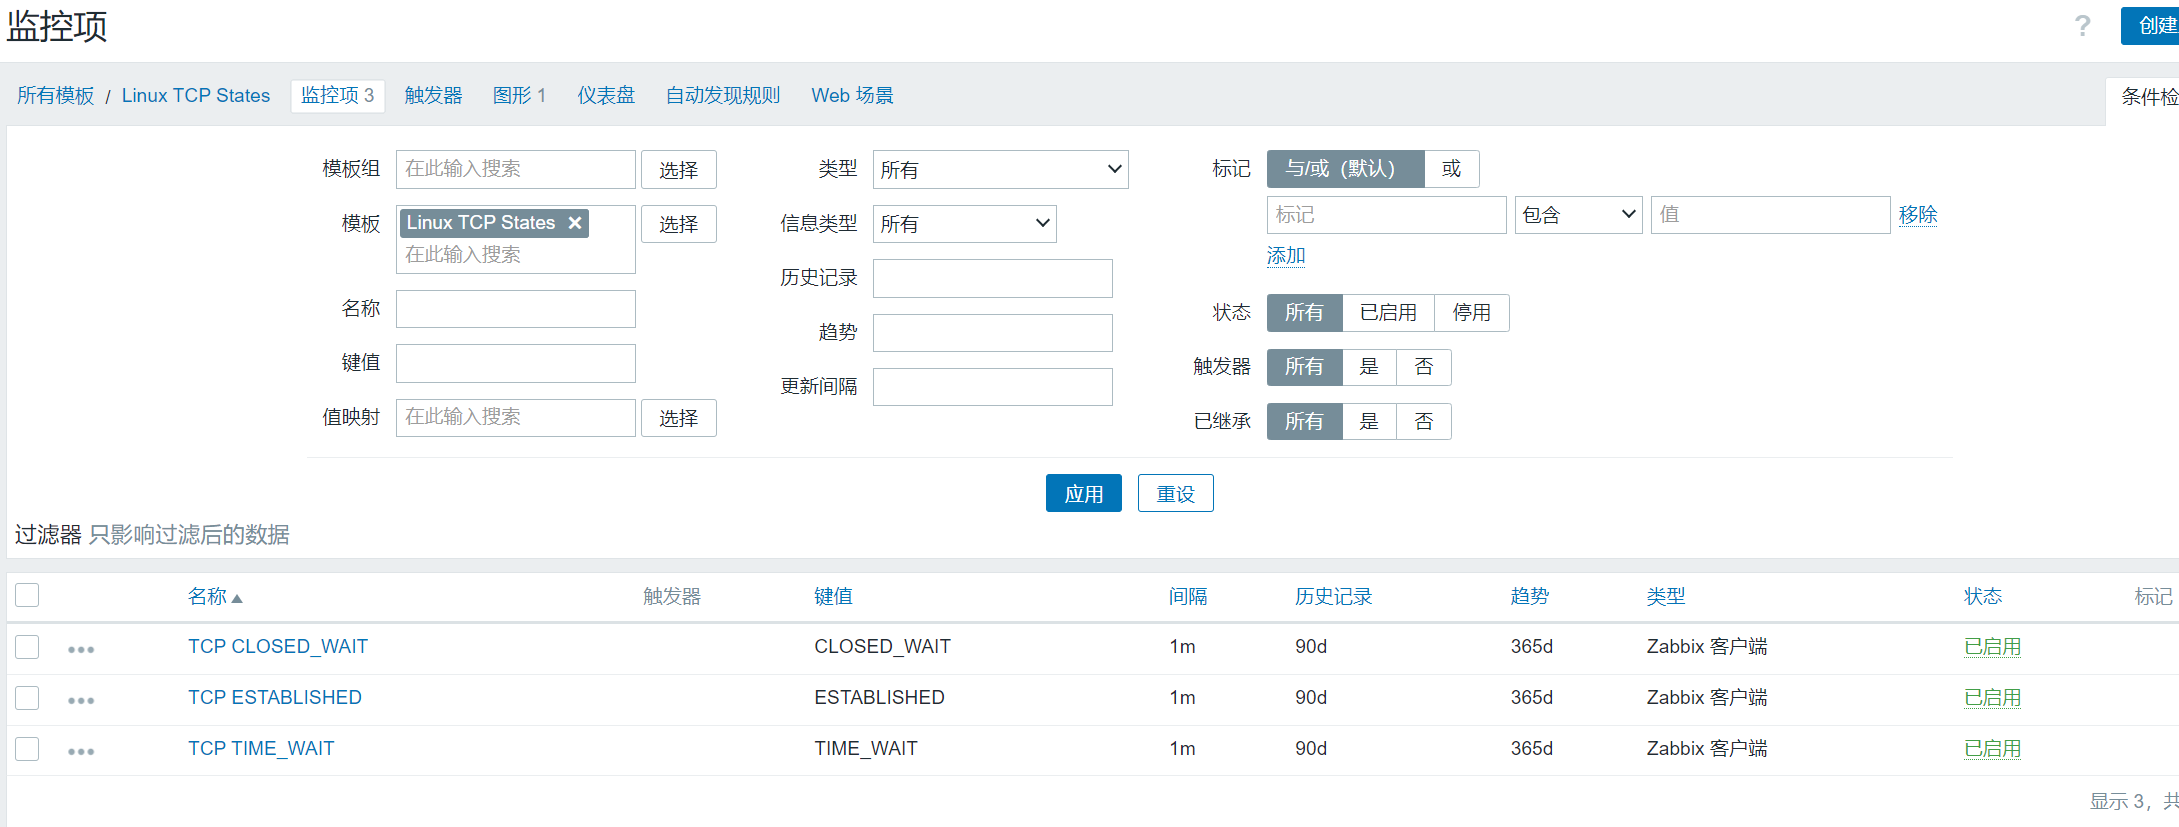 监控项
?
创建
所有模板 / Linux TCP States 监控项 3 触发器 图形 1 仪表盘 自动发现规则 Web 场景
条件检
模板组 在此输入搜索 选择 类型 所有 标记 与/或（默认） 或
标记 包含 值 移除
模板 Linux TCP States × 选择 信息类型 所有
在此输入搜索
添加
历史记录
名称 状态 所有 已启用 停用
趋势
键值 触发器 所有 是 否
更新间隔
值映射 在此输入搜索 选择 已继承 所有 是 否
应用 重设
过滤器 只影响过滤后的数据
名称 触发器 键值 间隔 历史记录 趋势 类型 状态 标记
TCP CLOSED_WAIT CLOSED_WAIT 1m 90d 365d Zabbix 客户端 已启用
TCP ESTABLISHED ESTABLISHED 1m 90d 365d Zabbix 客户端 已启用
TCP TIME_WAIT TIME_WAIT 1m 90d 365d Zabbix 客户端 已启用
显示 3，共